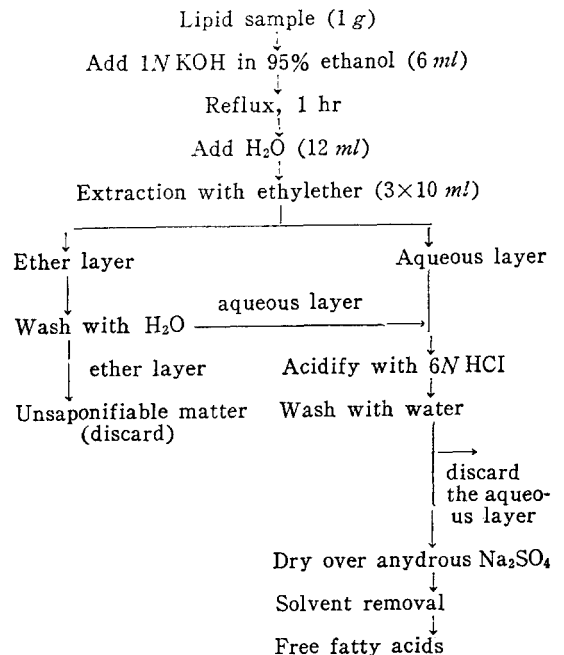 Lipid sample (1 g)
Add 1N KOH in 95% ethanol (6 ml)
Reflux, 1 hr
Add H₂O (12 ml)
Extraction with ethylether (3×10 ml)
Ether layer
Aqueous layer
aqueous layer
Wash with H₂O
ether layer
Acidify with 6N HCl
Unsaponifiable matter
(discard)
Wash with water
discard
the aqueo-
us layer
Dry over anydrous Na₂SO₄
Solvent removal
Free fatty acids